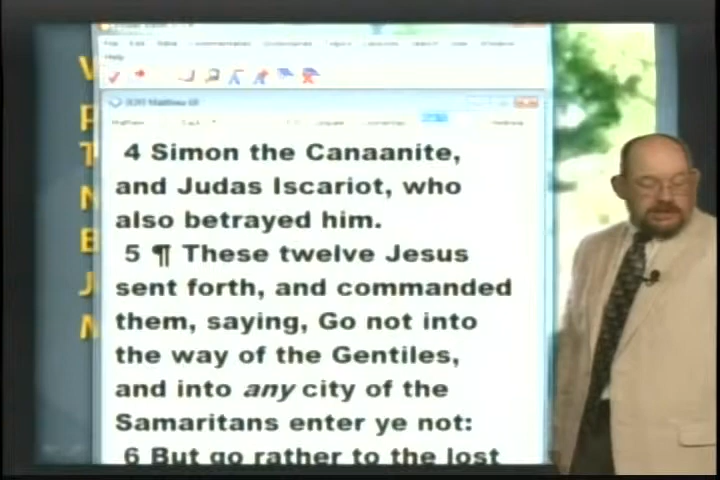 V
P
T
N
B
J
M
Help
4 Simon the Canaanite,
and Judas Iscariot, who
also betrayed him.
5 ¶ These twelve Jesus
sent forth, and commanded
them, saying, Go not into
the way of the Gentiles,
and into any city of the
Samaritans enter ye not:
6 But go rather to the lost